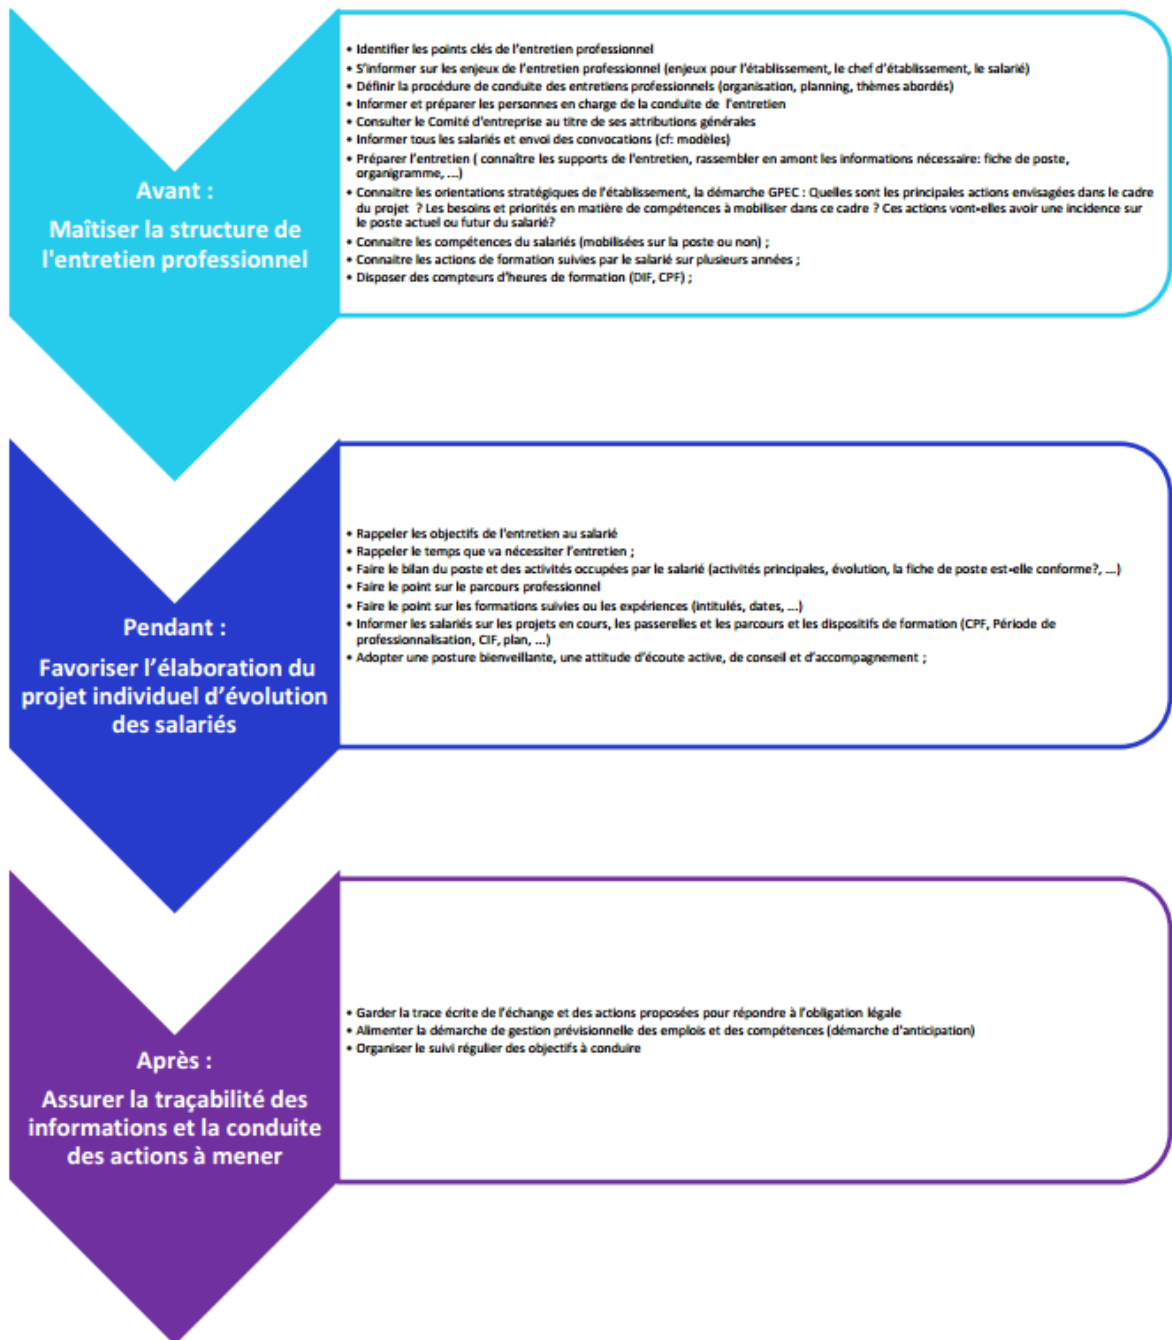 Avant :
Maîtiser la structure de
l'entretien professionnel
• Identifier les points clés de l'entretien professionnel
• S'informer sur les enjeux de l'entretien professionnel (enjeux pour l'établissement, le chef d'établissement, le salarié)
• Définir la procédure de conduite des entretiens professionnels (organisation, planning, thèmes abordés)
• Informer et préparer les personnes en charge de la conduite de l'entretien
• Consulter le Comité d'entreprise au titre de ses attributions générales
• Informer tous les salariés et envoi des convocations (cf: modèles)
• Préparer l'entretien ( connaître les supports de l'entretien, rassembler en amont les informations nécessaire: fiche de poste,
organigramme, ...)
• Connaitre les orientations stratégiques de l'établissement, la démarche GPEC : Quelles sont les principales actions envisagées dans le cadre
du projet ? Les besoins et priorités en matière de compétences à mobiliser dans ce cadre ? Ces actions vont-elles avoir une incidence sur
le poste actuel ou futur du salarié?
• Connaitre les compétences du salariés (mobilisées sur la poste ou non) ;
• Connaitre les actions de formation suivies par le salarié sur plusieurs années ;
• Disposer des compteurs d'heures de formation (DIF, CPF) ;
Pendant :
Favoriser l'élaboration du
projet individuel d'évolution
des salariés
• Rappeler les objectifs de l'entretien au salarié
• Rappeler le temps que va nécessiter l'entretien ;
• Faire le bilan du poste et des activités occupées par le salarié (activités principales, évolution, la fiche de poste est-elle conforme?, ...)
• Faire le point sur le parcours professionnel
• Faire le point sur les formations suivies ou les expériences (intitulés, dates, ...)
• Informer les salariés sur les projets en cours, les passerelles et les parcours et les dispositifs de formation (CPF, Période de
professionnalisation, CIF, plan, ...)
• Adopter une posture bienveillante, une attitude d'écoute active, de conseil et d'accompagnement ;
Après :
Assurer la traçabilité des
informations et la conduite
des actions à mener
• Garder la trace écrite de l'échange et des actions proposées pour répondre à l'obligation légale
• Alimenter la démarche de gestion prévisionnelle des emplois et des compétences (démarche d'anticipation)
• Organiser le suivi régulier des objectifs à conduire